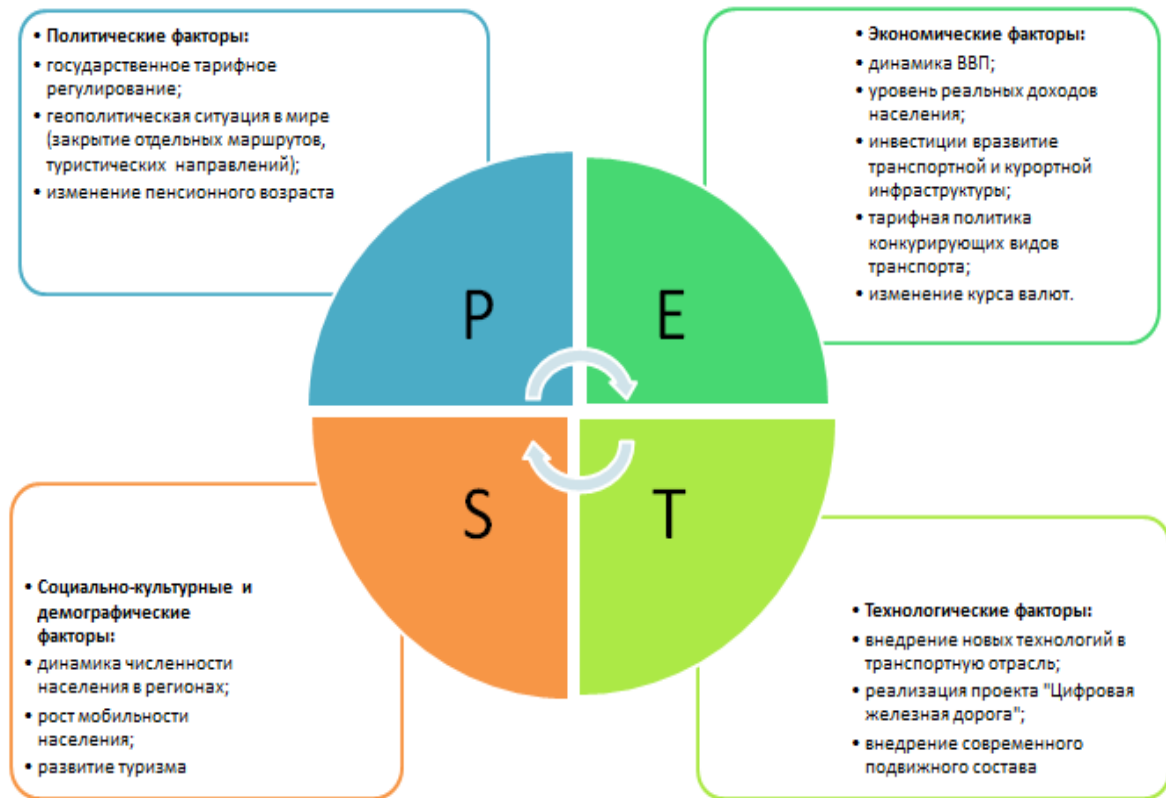 • Политические факторы:
• государственное тарифное
регулирование;
• геополитическая ситуация в мире
(закрытие отдельных маршрутов,
туристических направлений);
• изменение пенсионного возраста
• Экономические факторы:
• динамика ВВП;
• уровень реальных доходов
населения;
• инвестиции вразвитие
транспортной и курортной
инфраструктуры;
• тарифная политика
конкурирующих видов
транспорта;
• изменение курса валют.
P
E
S
T
• Социально-культурные и
демографические
факторы:
• динамика численности
населения в регионах;
• рост мобильности
населения;
• развитие туризма
• Технологические факторы:
• внедрение новых технологий в
транспортную отрасль;
• реализация проекта "Цифровая
железная дорога";
• внедрение современного
подвижного состава